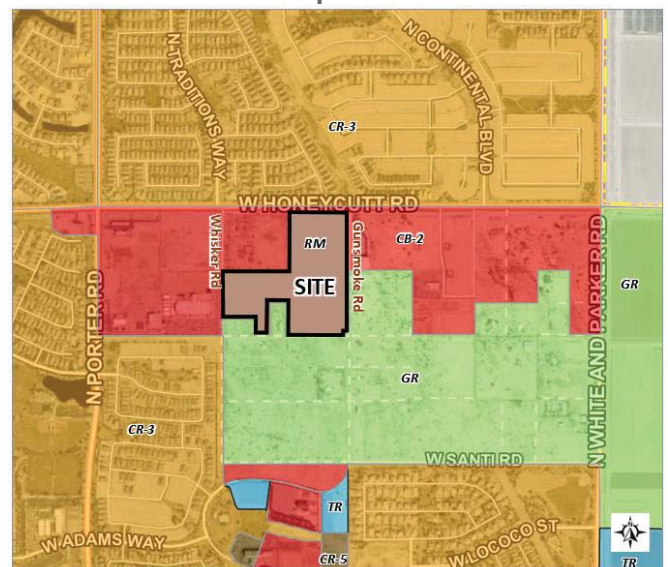 N TRADITIONS WAY
N CONTINENTAL BLVD
CR-3
W HONEYCUTT RD
Whisker Rd
RM
Gunsmoke Rd
CB-2
SITE
N PORTER RD
N WHITE AND PARKER RD
GR
GR
CR-3
W SANTI RD
TR
W ADAMS WAY
CR-5
W LOCOCO ST
N
TR